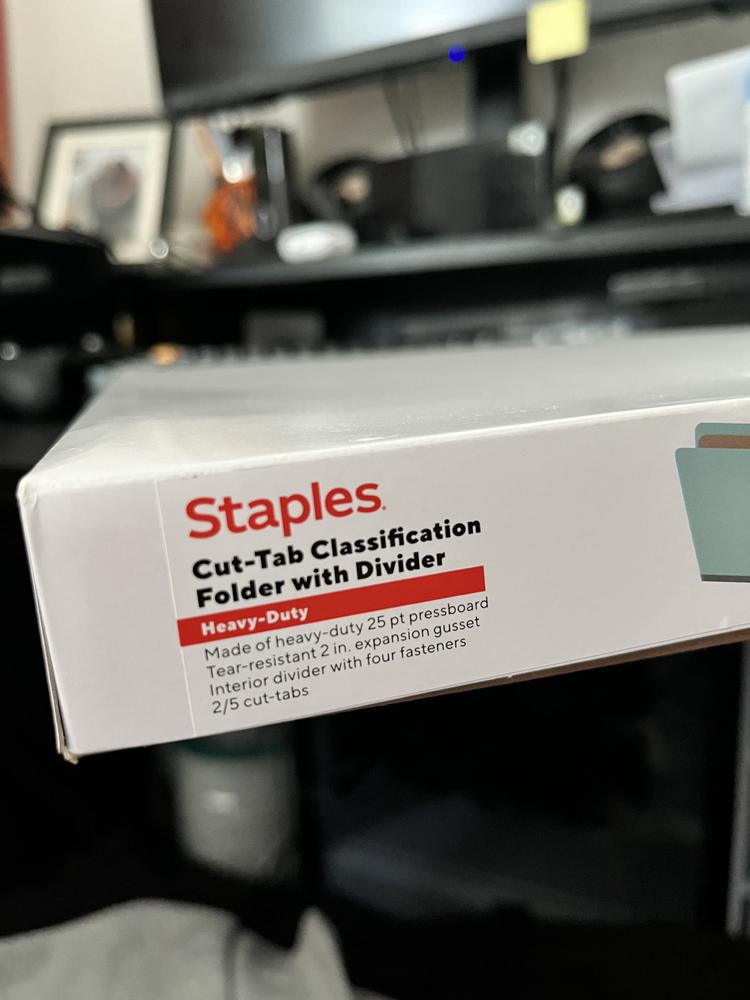 Staples.
Cut-Tab Classification
Folder with Divider
Heavy-Duty
Made of heavy-duty 25 pt pressboard
Tear-resistant 2 in. expansion gusset
Interior divider with four fasteners
2/5 cut-tabs